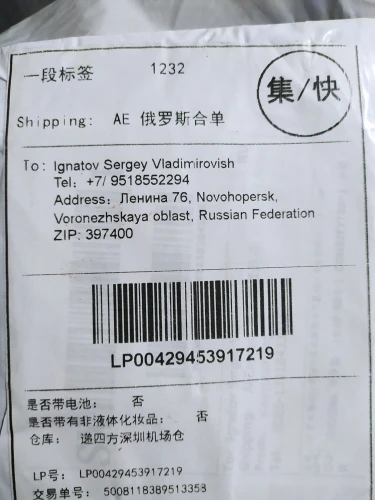 一段标签 1232
集/快
Shipping: AE 俄罗斯合单
To: Ignatov Sergey Vladimirovish
Tel: +7/ 9518552294
Address: Ленина 76, Novohopersk,
Voronezhskaya oblast, Russian Federation
ZIP: 397400
LP00429453917219
是否带电池: 否
是否带有非液体化妆品: 否
仓库: 递四方深圳机场仓
LP号: LP00429453917219
交易单号: 5008118389513358